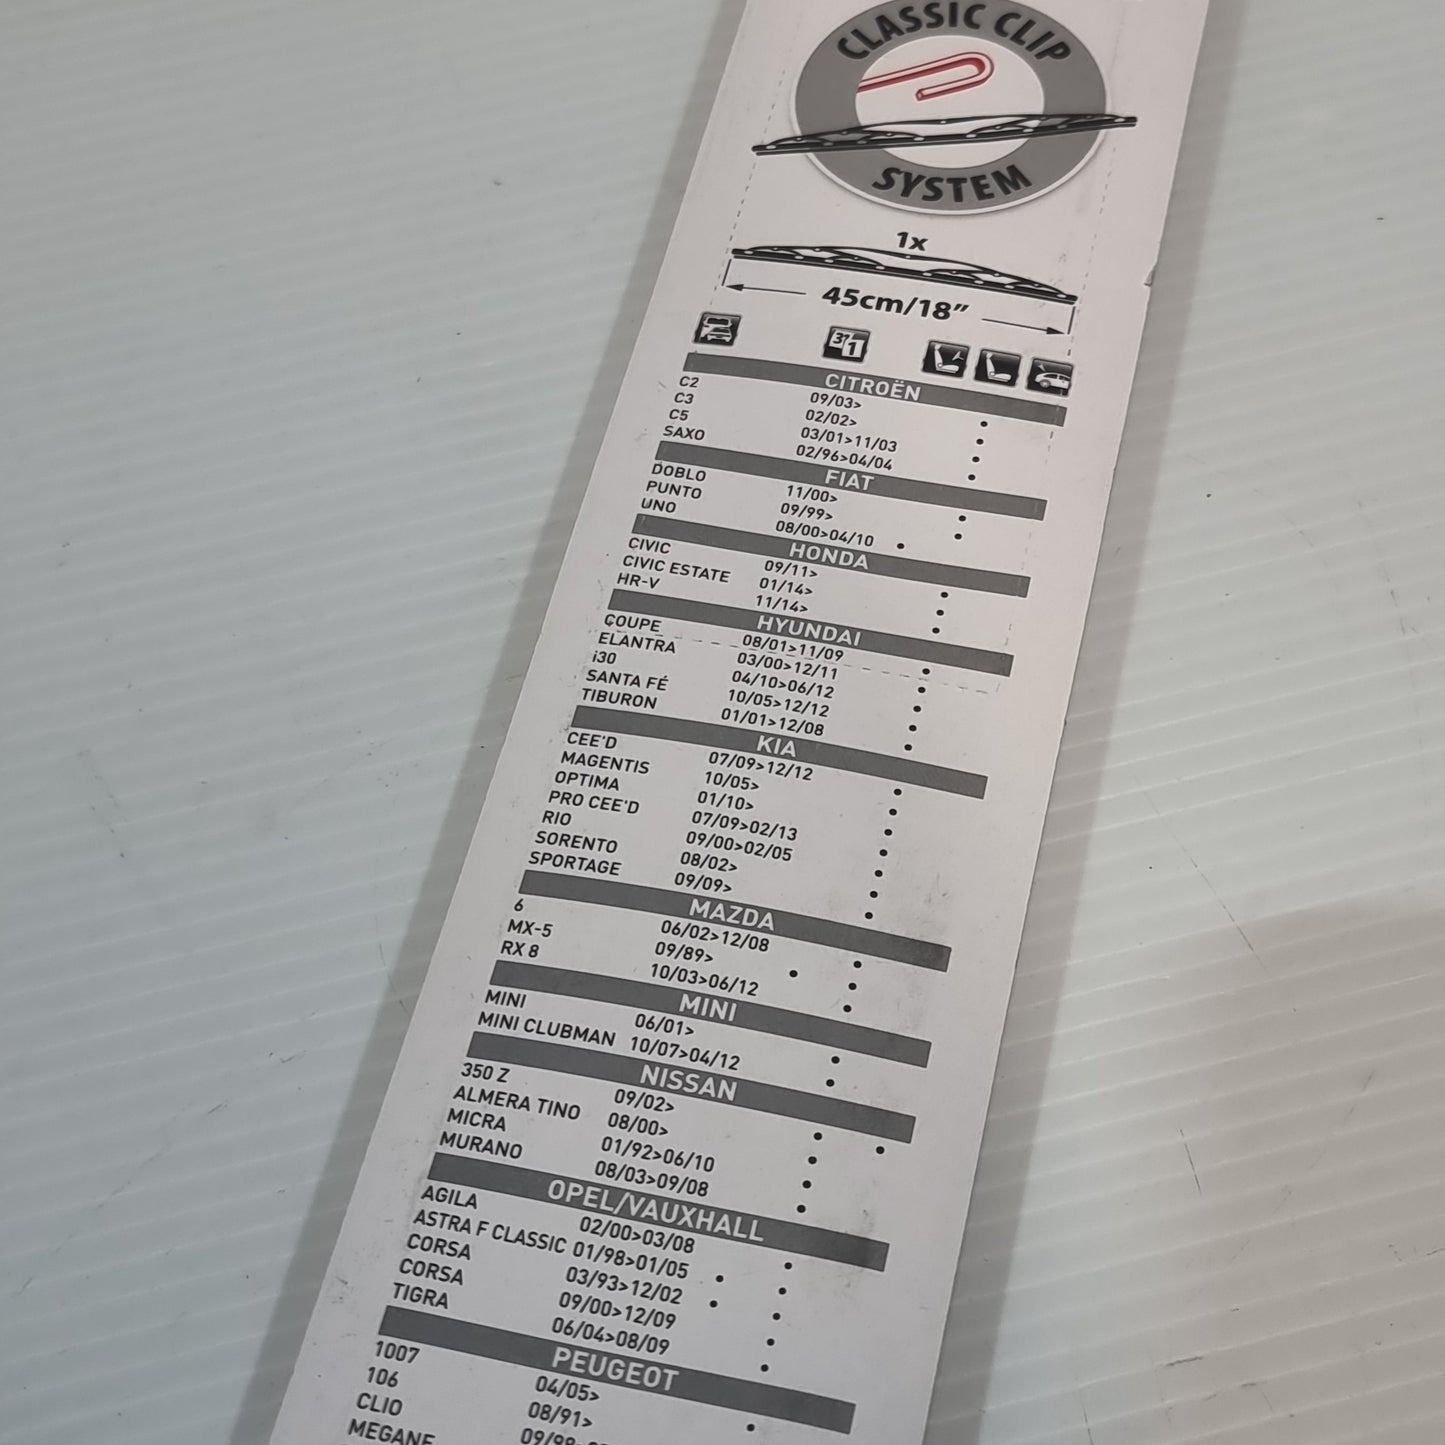 CLASSIC CLIP
SYSTEM
1x
45cm/18”
37 1
CITROËN
C2 09/03> •
C3 02/02> •
C5 03/01>11/03 •
SAXO 02/96>04/04 •
FIAT
DOBLO 11/00> •
PUNTO 09/99> •
UNO 08/00>04/10 •
HONDA
CIVIC 09/11> •
CIVIC ESTATE 01/14> •
HR-V 11/14> •
HYUNDAI
COUPE 08/01>11/09 •
ELANTRA 03/00>12/11 •
i30 04/10>06/12 •
SANTA FÉ 10/05>12/12 •
TIBURON 01/01>12/08 •
KIA
CEE'D 07/09>12/12 •
MAGENTIS 10/05> •
OPTIMA 01/10> •
PRO CEE'D 07/09>02/13 •
RIO 09/00>02/05 •
SORENTO 08/02> •
SPORTAGE 09/09> •
MAZDA
6 06/02>12/08 •
MX-5 09/89> • •
RX 8 10/03>06/12 •
MINI
MINI 06/01> •
MINI CLUBMAN 10/07>04/12 •
NISSAN
350 Z 09/02> • •
ALMERA TINO 08/00> •
MICRA 01/92>06/10 •
MURANO 08/03>09/08 •
OPEL/VAUXHALL
AGILA 02/00>03/08 •
ASTRA F CLASSIC 01/98>01/05 • •
CORSA 03/93>12/02 • •
CORSA 09/00>12/09 •
TIGRA 06/04>08/09 •
PEUGEOT
1007 04/05> •
106 08/91>
CLIO
MEGANE